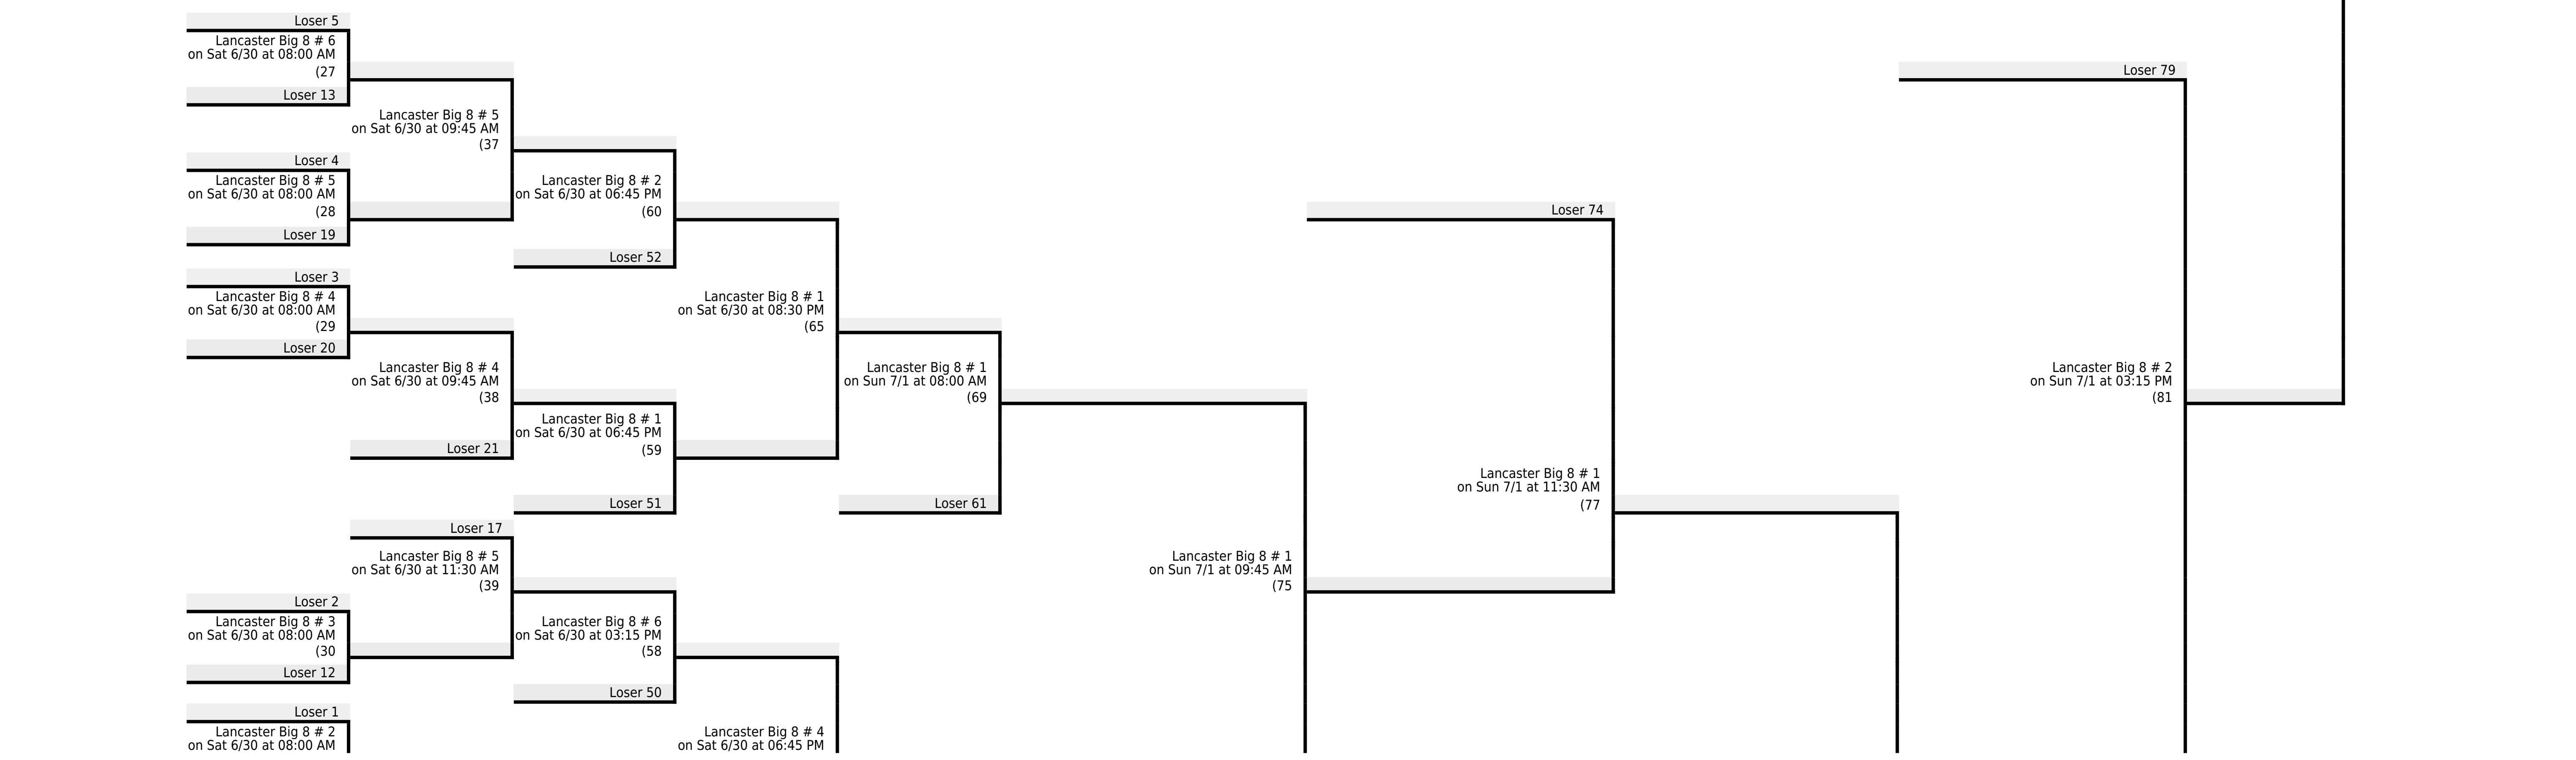 Loser 5
Lancaster Big 8 # 6
on Sat 6/30 at 08:00 AM
(27
Loser 13
Lancaster Big 8 # 5
on Sat 6/30 at 09:45 AM
(37
Loser 4
Lancaster Big 8 # 5
on Sat 6/30 at 08:00 AM
(28
Loser 19
Lancaster Big 8 # 2
on Sat 6/30 at 06:45 PM
(60
Loser 52
Loser 3
Lancaster Big 8 # 4
on Sat 6/30 at 08:00 AM
(29
Loser 20
Lancaster Big 8 # 1
on Sat 6/30 at 08:30 PM
(65
Lancaster Big 8 # 4
on Sat 6/30 at 09:45 AM
(38
Loser 21
Lancaster Big 8 # 1
on Sat 6/30 at 06:45 PM
(59
Loser 51
Lancaster Big 8 # 1
on Sun 7/1 at 08:00 AM
(69
Loser 61
Loser 17
Lancaster Big 8 # 5
on Sat 6/30 at 11:30 AM
(39
Loser 2
Lancaster Big 8 # 3
on Sat 6/30 at 08:00 AM
(30
Loser 12
Lancaster Big 8 # 6
on Sat 6/30 at 03:15 PM
(58
Loser 50
Loser 1
Lancaster Big 8 # 2
on Sat 6/30 at 08:00 AM
Lancaster Big 8 # 4
on Sat 6/30 at 06:45 PM
Lancaster Big 8 # 1
on Sun 7/1 at 09:45 AM
(75
Loser 74
Lancaster Big 8 # 1
on Sun 7/1 at 11:30 AM
(77
Loser 79
Lancaster Big 8 # 2
on Sun 7/1 at 03:15 PM
(81